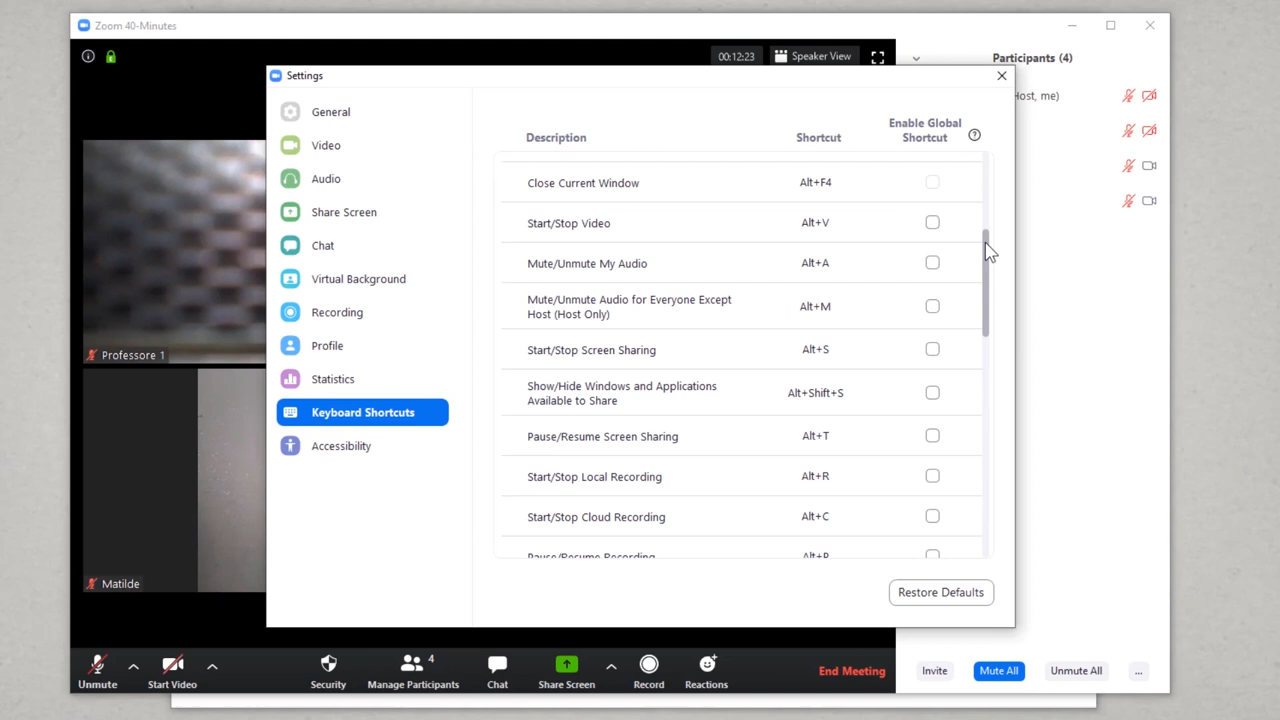 Zoom 40-Minutes
00:12:23
Speaker View
Participants (4)
Host, me)
Settings
General
Video
Audio
Share Screen
Chat
Virtual Background
Recording
Profile
Statistics
Keyboard Shortcuts
Accessibility
Description
Shortcut
Enable Global
Shortcut
?
Close Current Window
Alt+F4
Start/Stop Video
Alt+V
Mute/Unmute My Audio
Alt+A
Mute/Unmute Audio for Everyone Except
Host (Host Only)
Alt+M
Start/Stop Screen Sharing
Alt+S
Show/Hide Windows and Applications
Available to Share
Alt+Shift+S
Pause/Resume Screen Sharing
Alt+T
Start/Stop Local Recording
Alt+R
Start/Stop Cloud Recording
Alt+C
Pause/Resume Recording
Alt+P
Restore Defaults
Professore 1
Matilde
Unmute
Start Video
Security
4
Manage Participants
Chat
Share Screen
Record
Reactions
End Meeting
Invite
Mute All
Unmute All
...